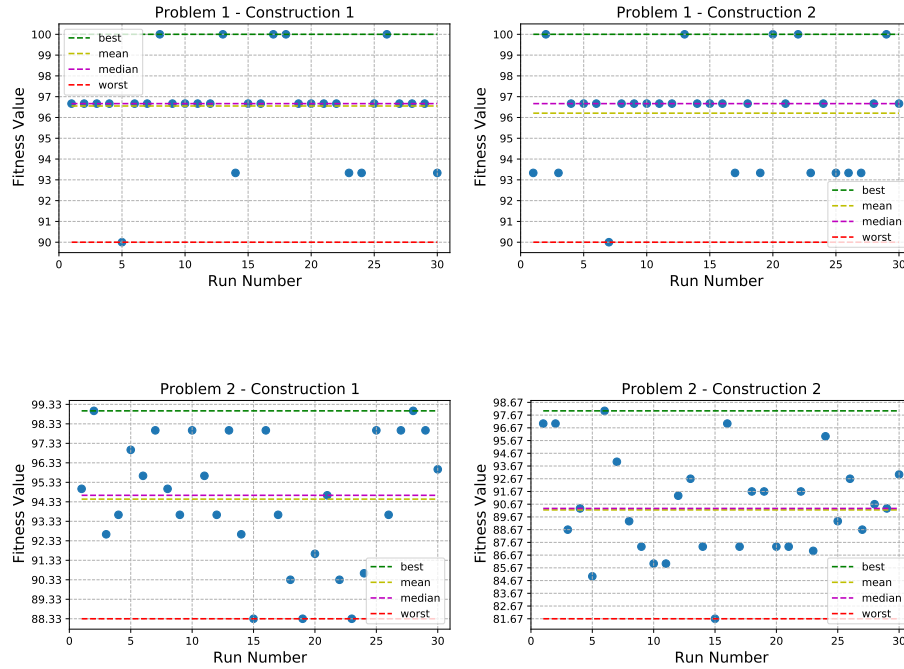 Problem 1 - Construction 1
Fitness Value
100
99
98
97
96
95
94
93
92
91
90
best
mean
median
worst
0 5 10 15 20 25 30
Run Number
Problem 1 - Construction 2
Fitness Value
100
99
98
97
96
95
94
93
92
91
90
best
mean
median
worst
0 5 10 15 20 25 30
Run Number
Problem 2 - Construction 1
Fitness Value
99.33
98.33
97.33
96.33
95.33
94.33
93.33
92.33
91.33
90.33
89.33
88.33
best
mean
median
worst
0 5 10 15 20 25 30
Run Number
Problem 2 - Construction 2
Fitness Value
98.67
97.67
96.67
95.67
94.67
93.67
92.67
91.67
90.67
89.67
88.67
87.67
86.67
85.67
84.67
83.67
82.67
81.67
best
mean
median
worst
0 5 10 15 20 25 30
Run Number